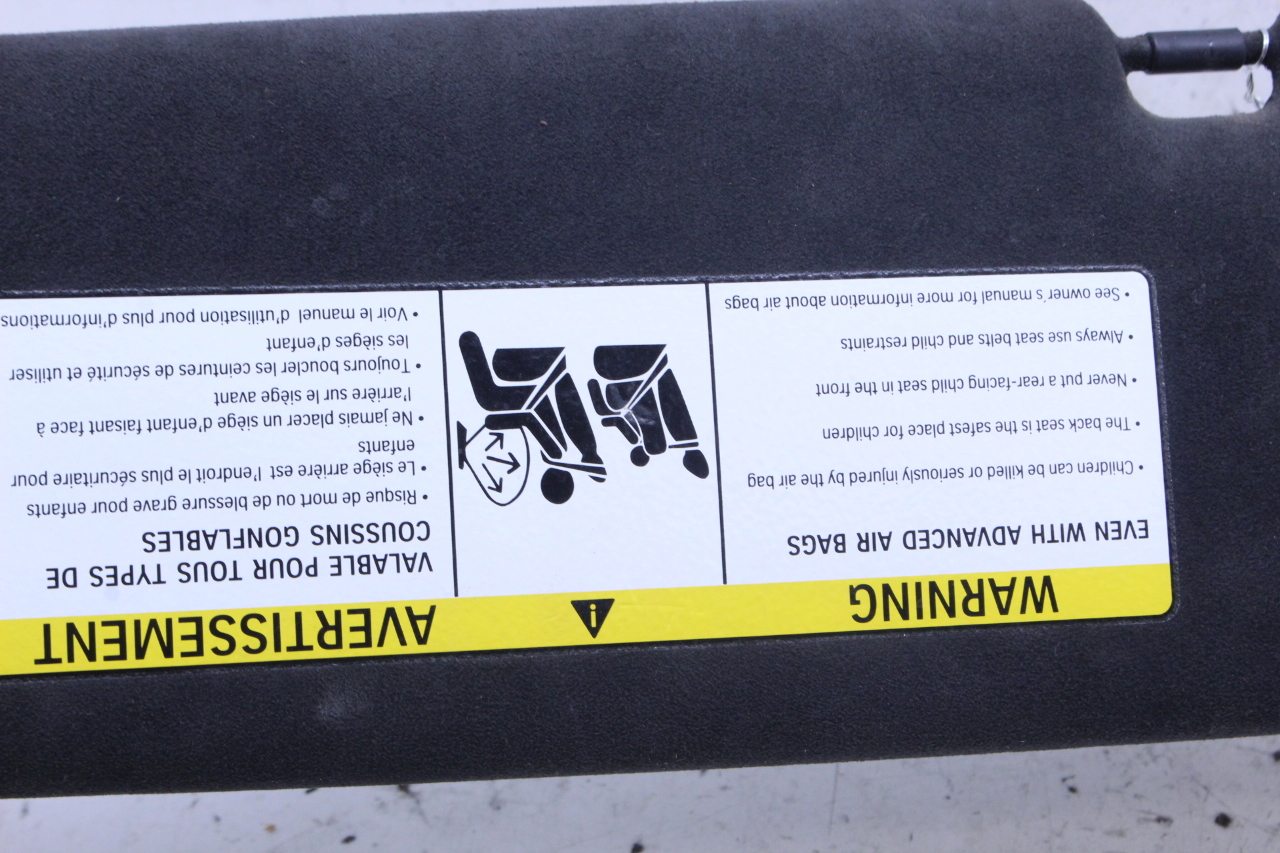 WARNING
EVEN WITH ADVANCED AIR BAGS
• Children can be killed or seriously injured by the air bag
• The back seat is the safest place for children
• Never put a rear-facing child seat in the front
• Always use seat belts and child restraints
• See owner's manual for more information about air bags
AVERTISSEMENT
VALABLE POUR TOUS TYPES DE
COUSSINS GONFLABLES
• Risque de mort ou de blessure grave pour enfants
• Le siège arrière est l'endroit le plus sécuritaire pour
enfants
• Ne jamais placer un siège d'enfant faisant face à
l'arrière sur le siège avant
• Toujours boucler les ceintures de sécurité et utiliser
les sièges d'enfant
• Voir le manuel d'utilisation pour plus d'informations